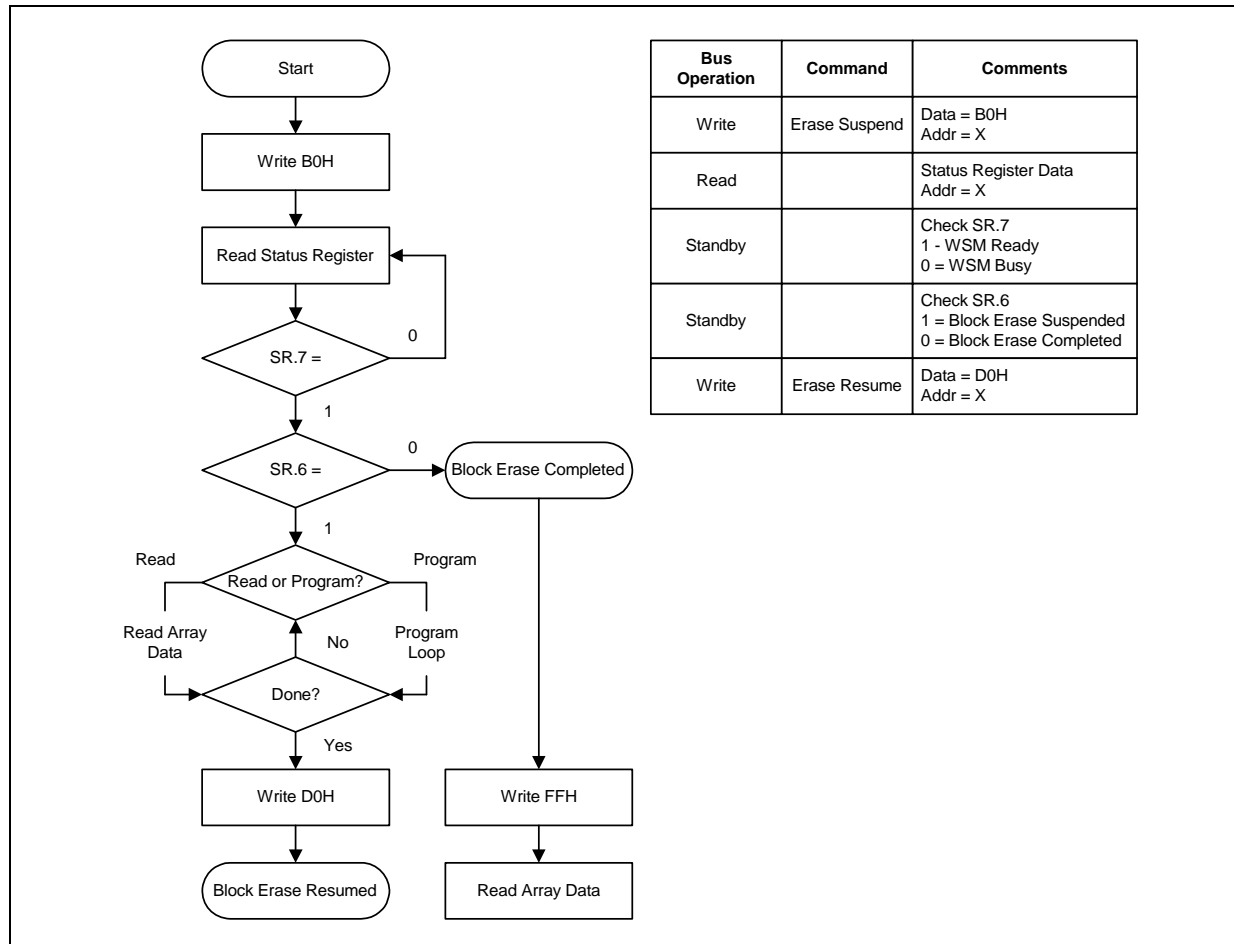 Start
Write B0H
Read Status Register
0
SR.7 =
1
0
SR.6 =
Block Erase Completed
1
Read
Program
Read or Program?
Read Array
Data
No
Program
Loop
Done?
Yes
Write D0H
Write FFH
Block Erase Resumed
Read Array Data
Bus
Operation
Command
Comments
Write
Erase Suspend
Data = B0H
Addr = X
Read
Status Register Data
Addr = X
Standby
Check SR.7
1 - WSM Ready
0 = WSM Busy
Standby
Check SR.6
1 = Block Erase Suspended
0 = Block Erase Completed
Write
Erase Resume
Data = D0H
Addr = X